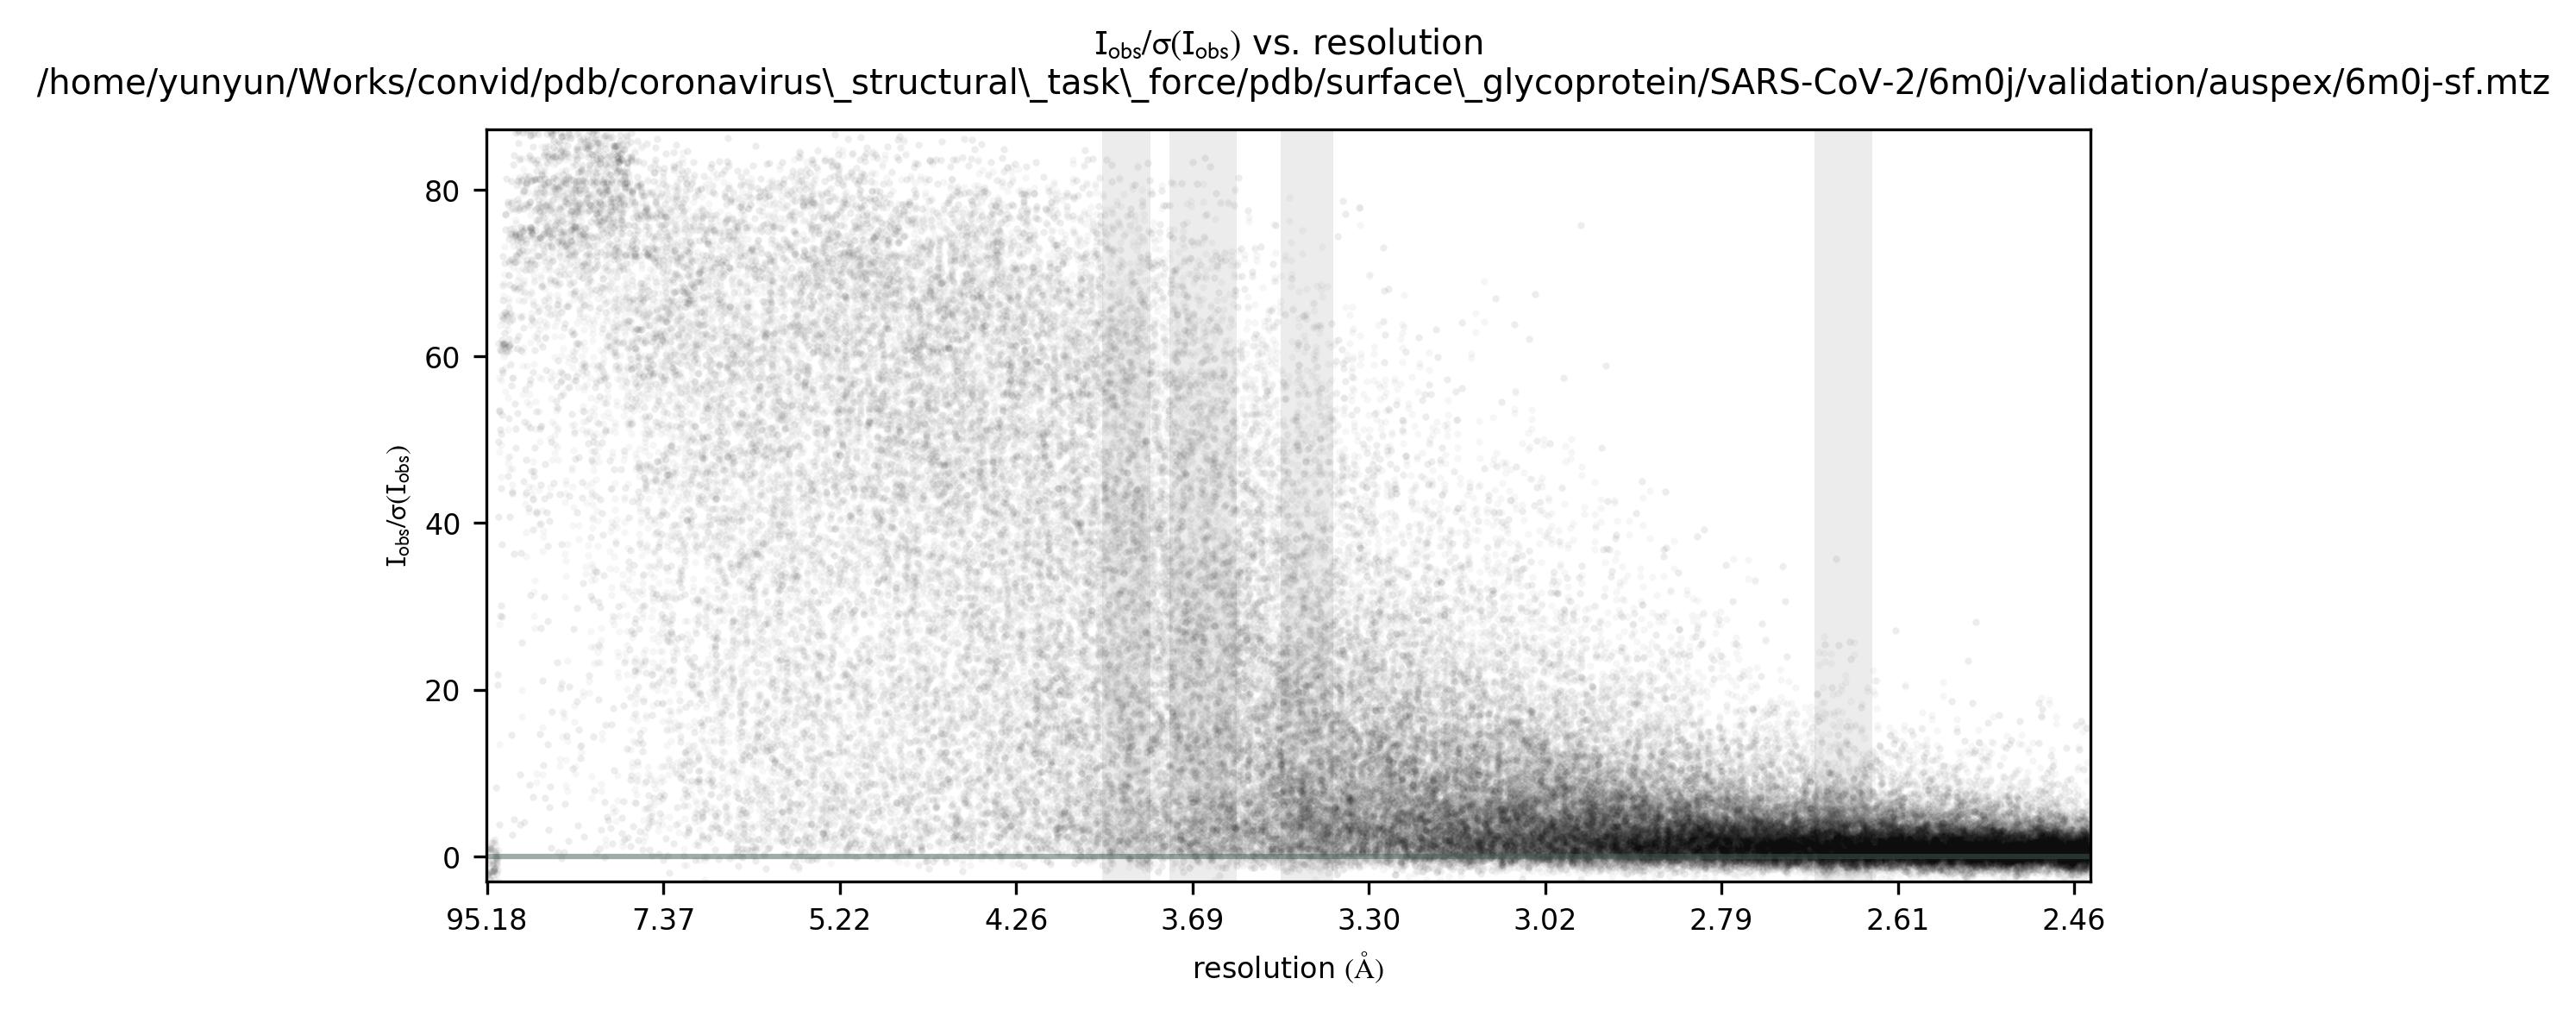 Iobs/σ(Iobs) vs. resolution
/home/yunyun/Works/convid/pdb/coronavirus\_structural\_task\_force/pdb/surface\_glycoprotein/SARS-CoV-2/6m0j/validation/auspex/6m0j-sf.mtz
Iobs/σ(Iobs)
80
60
40
20
0
95.18 7.37 5.22 4.26 3.69 3.30 3.02 2.79 2.61 2.46
resolution (Å)